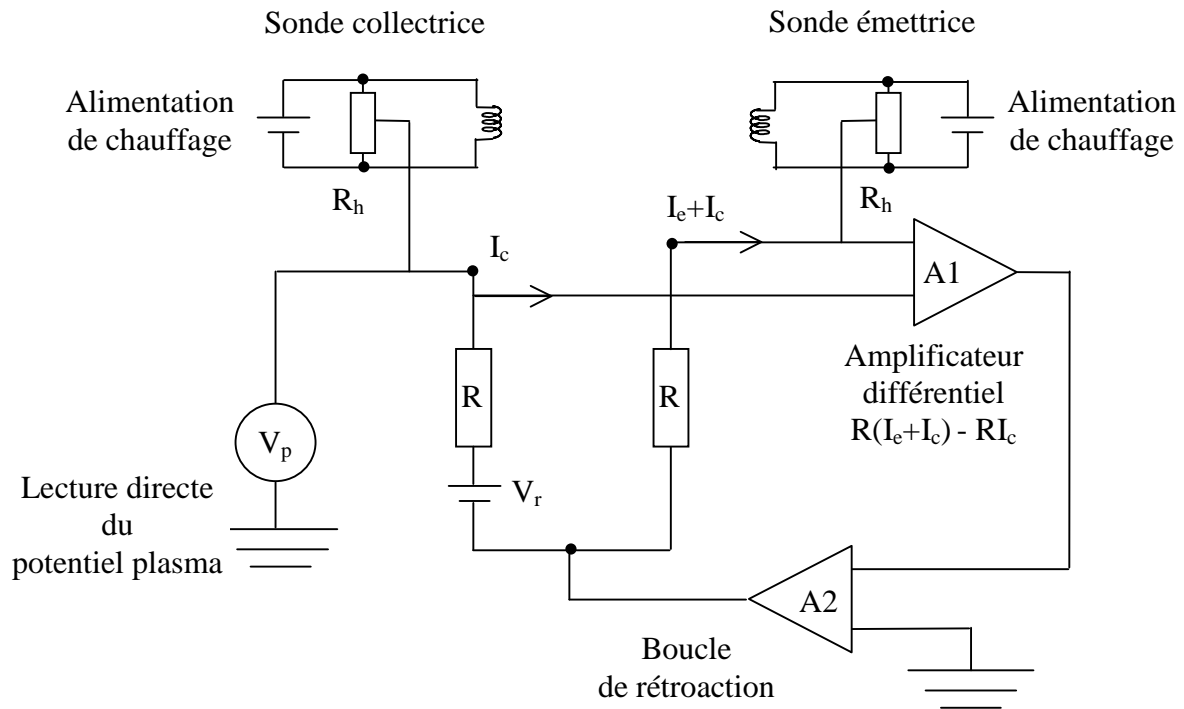 Sonde collectrice
Sonde émettrice
Alimentation
de chauffage
Alimentation
de chauffage
R_h
R_h
I_e+I_c
I_c
A1
R
R
Amplificateur
différentiel
R(I_e+I_c) - RI_c
V_p
V_r
Lecture directe
du
potentiel plasma
A2
Boucle
de rétroaction